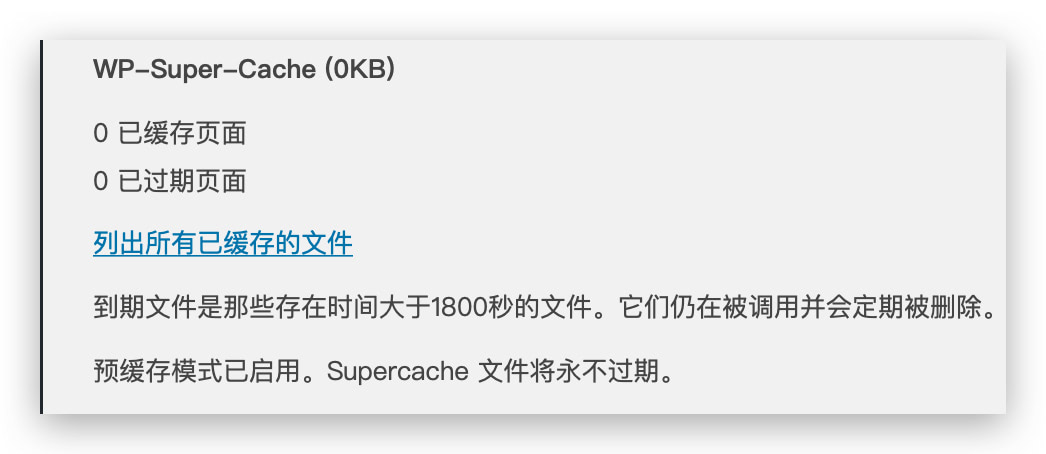 WP-Super-Cache (0KB)
0 已缓存页面
0 已过期页面
列出所有已缓存的文件
到期文件是那些存在时间大于1800秒的文件。它们仍在被调用并会定期被删除。
预缓存模式已启用。Supercache 文件将永不过期。